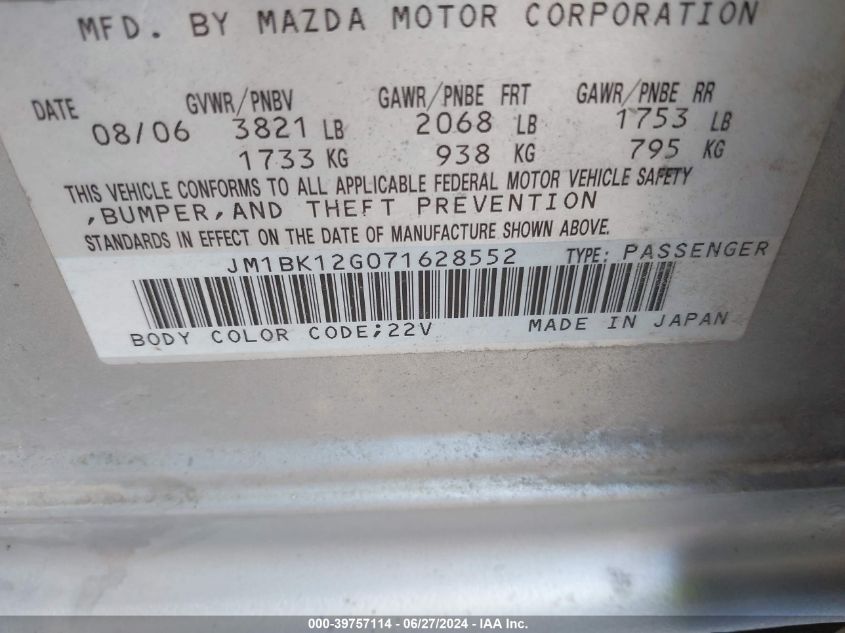 MFD. BY MAZDA MOTOR CORPORATION
DATE GVWR/PNBV GAWR/PNBE FRT GAWR/PNBE RR
08/06 3821 LB 2068 LB 1753 LB
1733 KG 938 KG 795 KG
THIS VEHICLE CONFORMS TO ALL APPLICABLE FEDERAL MOTOR VEHICLE SAFETY
,BUMPER,AND THEFT PREVENTION
STANDARDS IN EFFECT ON THE DATE OF MANUFACTURE SHOWN ABOVE.
JM1BK12G071628552 TYPE: PASSENGER
BODY COLOR CODE;22V MADE IN JAPAN
000-39757114 - 06/27/2024 - IAA Inc.